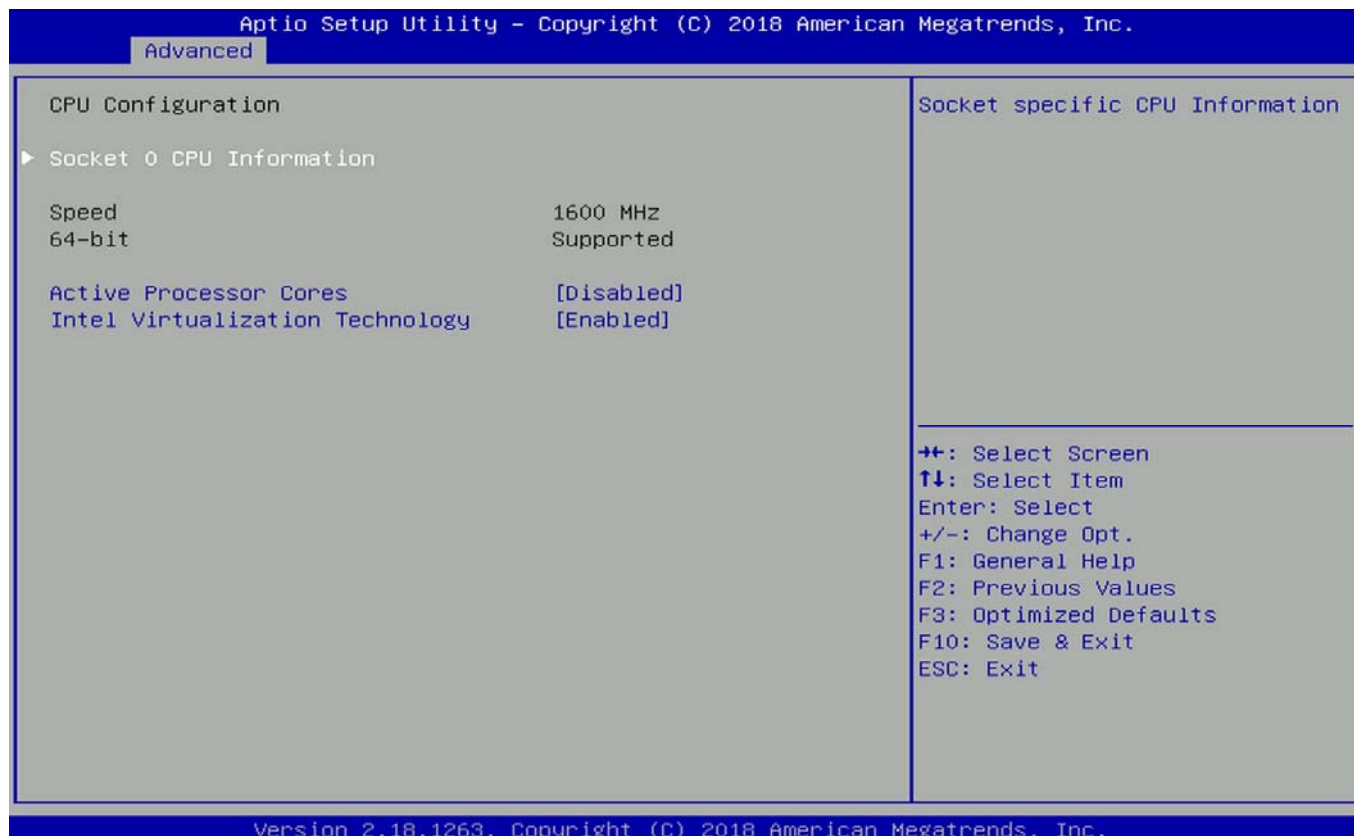 Aptio Setup Utility – Copyright (C) 2018 American Megatrends, Inc.
Advanced
CPU Configuration
▶ Socket 0 CPU Information
Speed 1600 MHz
64-bit Supported
Active Processor Cores [Disabled]
Intel Virtualization Technology [Enabled]
Socket specific CPU Information
→←: Select Screen
↑↓: Select Item
Enter: Select
+/-: Change Opt.
F1: General Help
F2: Previous Values
F3: Optimized Defaults
F10: Save & Exit
ESC: Exit
Version 2.18.1263. Copyright (C) 2018 American Megatrends, Inc.